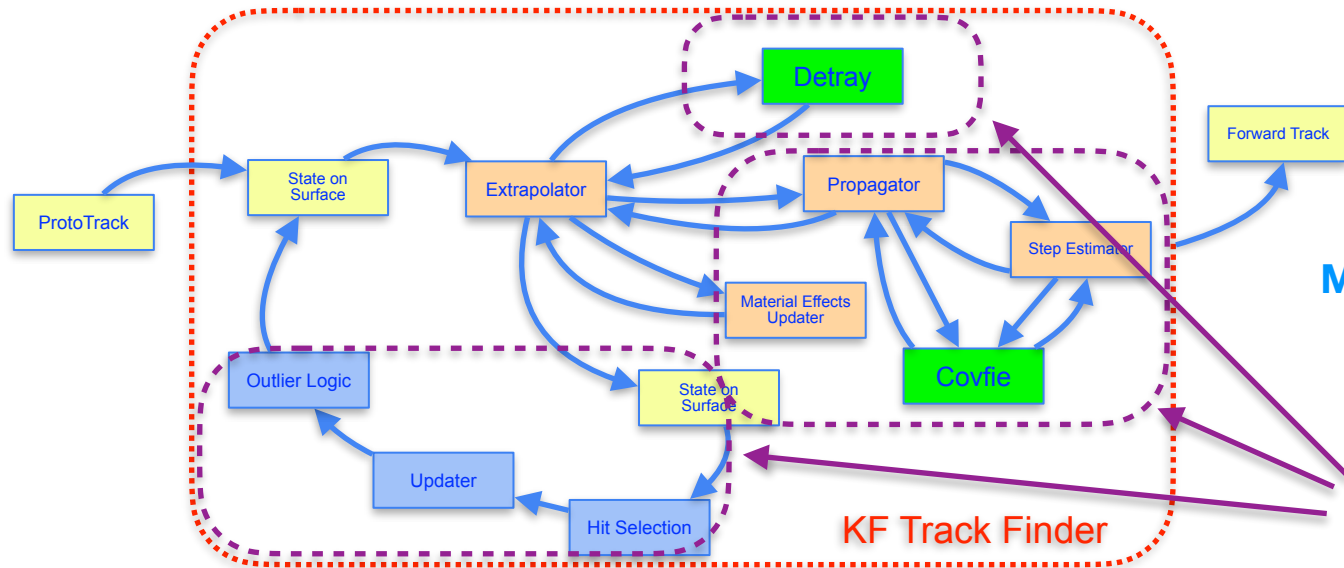 Detray
Forward Track
State on
Surface
Extrapolator
Propagator
ProtoTrack
Step Estimator
Material Effects
Updater
M
Outlier Logic
State on
Surface
Covfie
Updater
Hit Selection
KF Track Finder